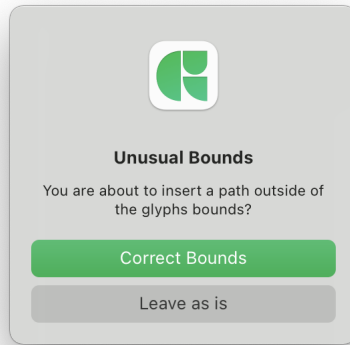 Unusual Bounds
You are about to insert a path outside of
the glyphs bounds?
Correct Bounds
Leave as is